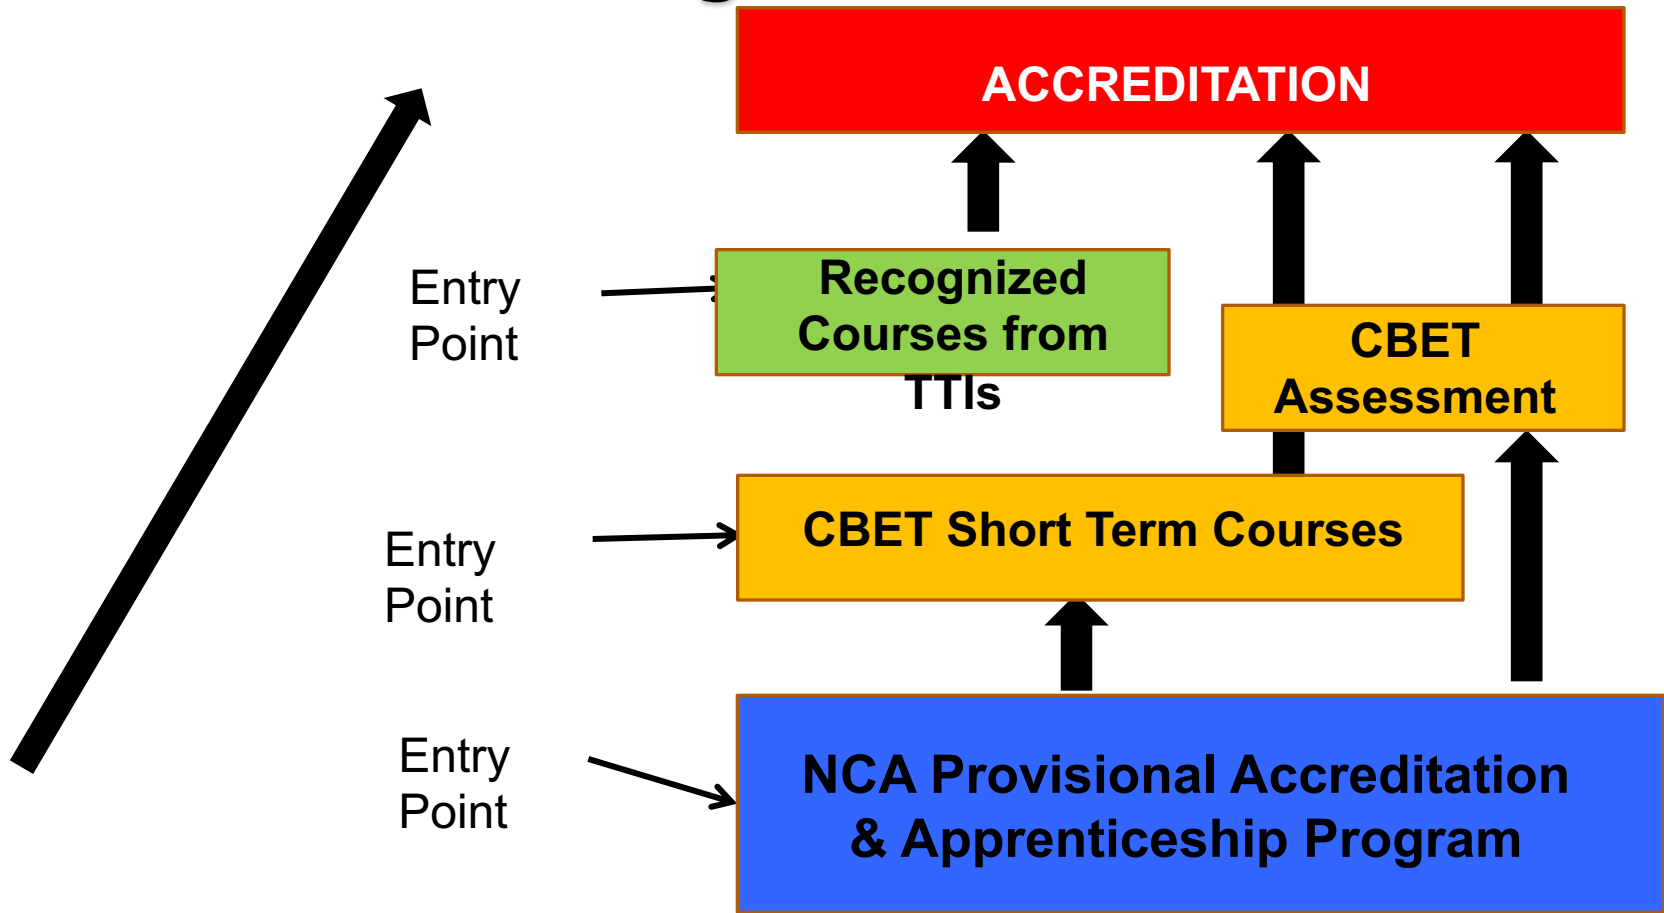 ACCREDITATION
Entry
Point
Recognized
Courses from
TTIs
CBET
Assessment
Entry
Point
CBET Short Term Courses
Entry
Point
NCA Provisional Accreditation
& Apprenticeship Program